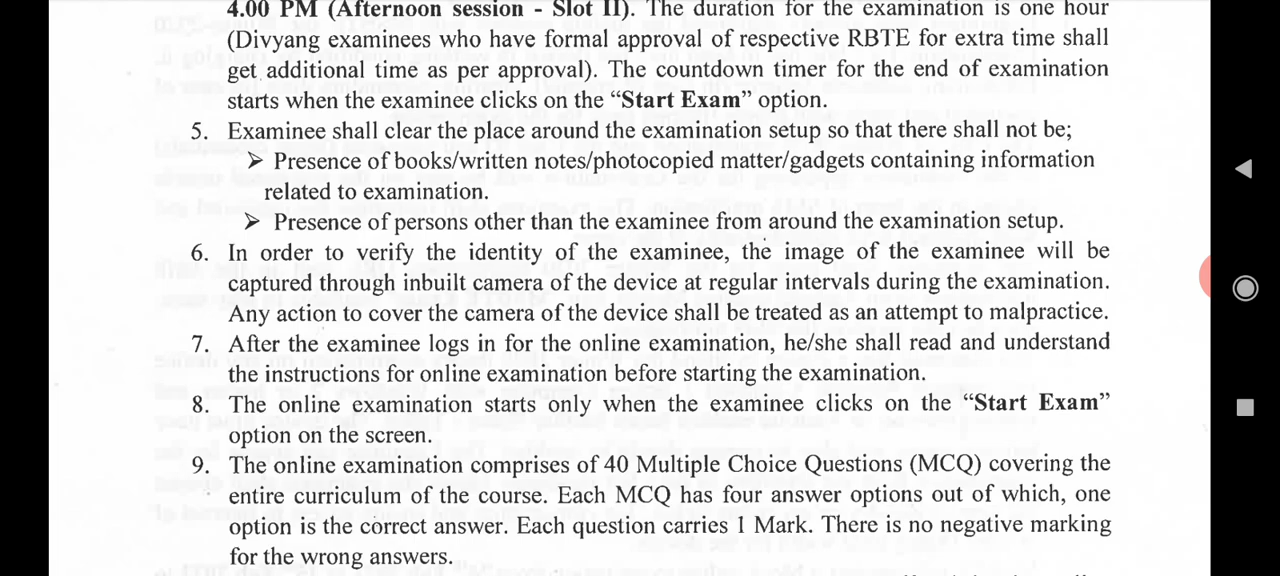 4.00 PM (Afternoon session - Slot II). The duration for the examination is one hour
(Divyang examinees who have formal approval of respective RBTE for extra time shall
get additional time as per approval). The countdown timer for the end of examination
starts when the examinee clicks on the “Start Exam” option.
5. Examinee shall clear the place around the examination setup so that there shall not be;
➢ Presence of books/written notes/photocopied matter/gadgets containing information
related to examination.
➢ Presence of persons other than the examinee from around the examination setup.
6. In order to verify the identity of the examinee, the image of the examinee will be
captured through inbuilt camera of the device at regular intervals during the examination.
Any action to cover the camera of the device shall be treated as an attempt to malpractice.
7. After the examinee logs in for the online examination, he/she shall read and understand
the instructions for online examination before starting the examination.
8. The online examination starts only when the examinee clicks on the “Start Exam”
option on the screen.
9. The online examination comprises of 40 Multiple Choice Questions (MCQ) covering the
entire curriculum of the course. Each MCQ has four answer options out of which, one
option is the correct answer. Each question carries 1 Mark. There is no negative marking
for the wrong answers.